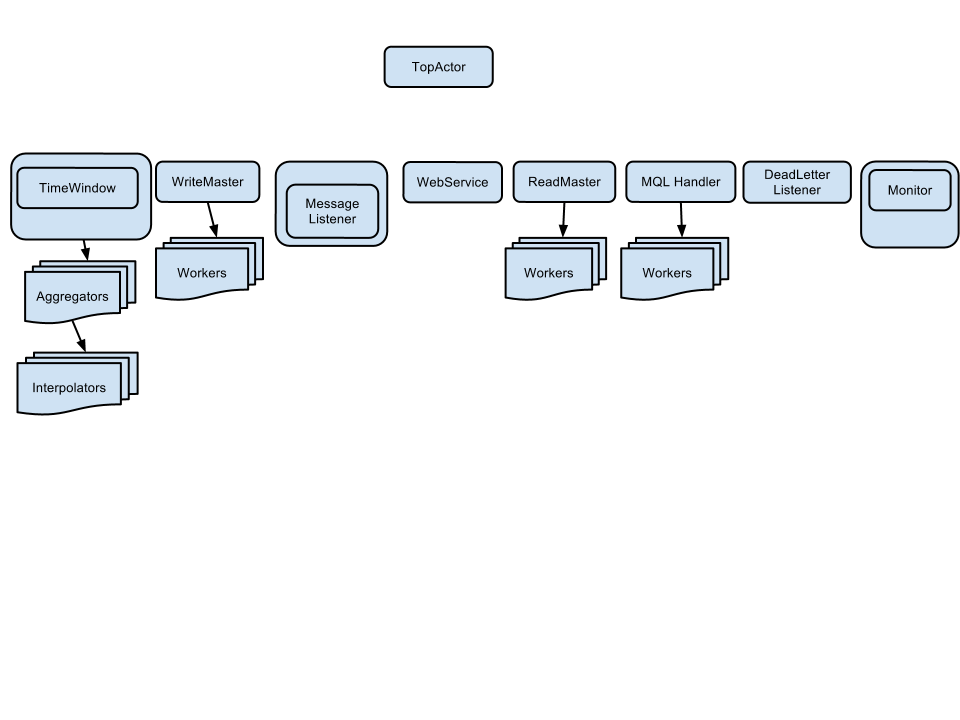 TopActor
TimeWindow
WriteMaster
Message
Listener
WebService
ReadMaster
MQL Handler
DeadLetter
Listener
Monitor
Aggregators
Workers
Workers
Workers
Interpolators